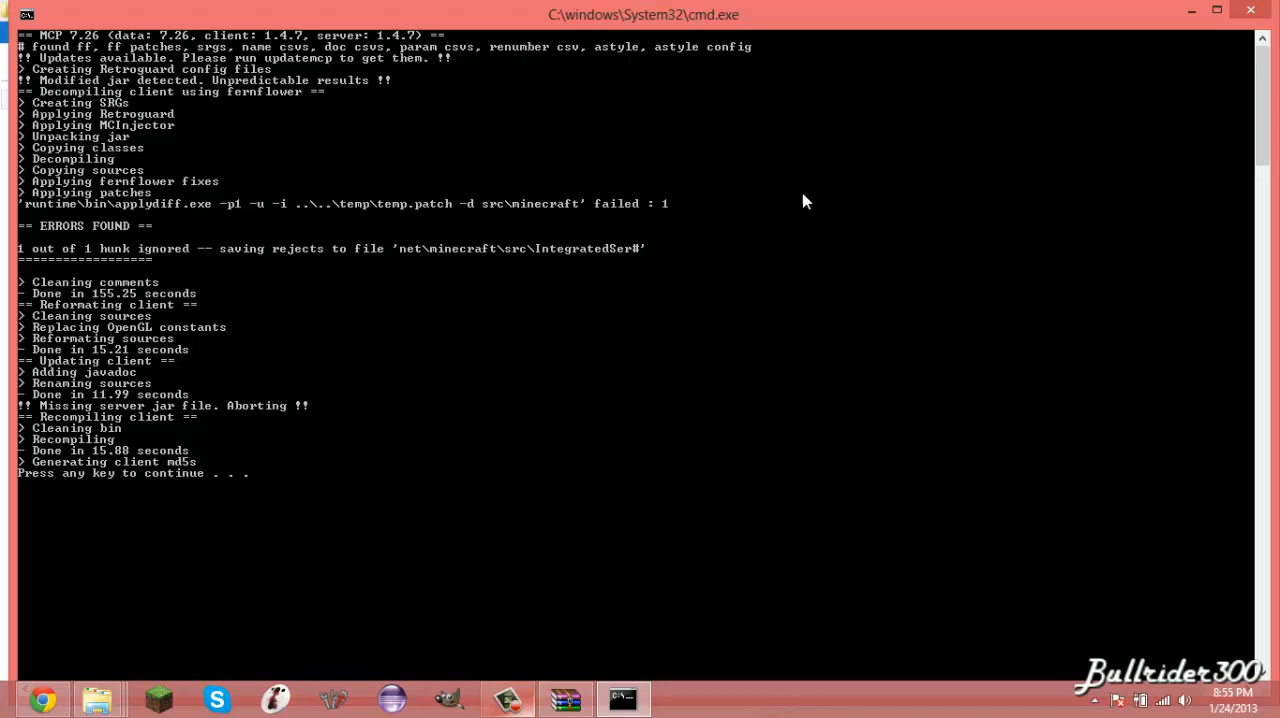 C:\windows\System32\cmd.exe
== MCP 7.26 (data: 7.26, client: 1.4.7, server: 1.4.7) ==
# found ff, ff patches, srgs, name csvs, doc csvs, param csvs, renumber csv, astyle, astyle config
!! Updates available. Please run updatemcp to get them. !!
> Creating Retroguard config files
!! Modified jar detected. Unpredictable results !!
== Decompiling client using fernflower ==
> Creating SRGs
> Applying Retroguard
> Applying MCInjector
> Unpacking jar
> Copying classes
> Decompiling
> Copying sources
> Applying fernflower fixes
> Applying patches
'runtime\bin\applydiff.exe -p1 -u -i ..\..\temp\temp.patch -d src\minecraft' failed : 1
== ERRORS FOUND ==
1 out of 1 hunk ignored -- saving rejects to file 'net\minecraft\src\IntegratedSer#'
==================
> Cleaning comments
- Done in 155.25 seconds
== Reformating client ==
> Cleaning sources
> Replacing OpenGL constants
> Reformating sources
- Done in 15.21 seconds
== Updating client ==
> Adding javadoc
> Renaming sources
- Done in 11.99 seconds
!! Missing server jar file. Aborting !!
== Recompiling client ==
> Cleaning bin
> Recompiling
- Done in 15.88 seconds
> Generating client md5s
Press any key to continue . . .
Bullrider300
8:55 PM
1/24/2013